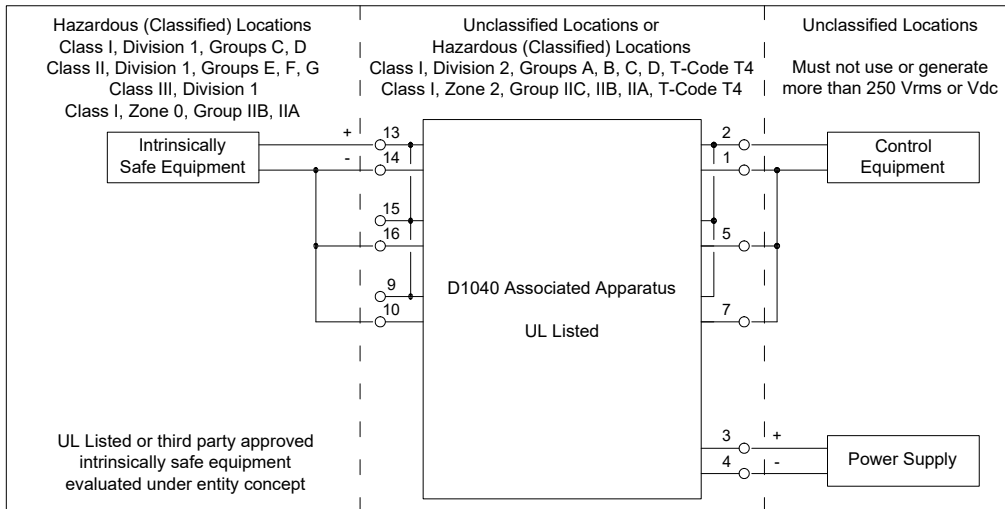 Hazardous (Classified) Locations
Class I, Division 1, Groups C, D
Class II, Division 1, Groups E, F, G
Class III, Division 1
Class I, Zone 0, Group IIB, IIA
Unclassified Locations or
Hazardous (Classified) Locations
Class I, Division 2, Groups A, B, C, D, T-Code T4
Class I, Zone 2, Group IIC, IIB, IIA, T-Code T4
Unclassified Locations
Must not use or generate
more than 250 Vrms or Vdc
Intrinsically
Safe Equipment
+
-
13
14
15
16
9
10
D1040 Associated Apparatus
UL Listed
2
1
5
7
Control
Equipment
3
4
+
-
Power Supply
UL Listed or third party approved
intrinsically safe equipment
evaluated under entity concept